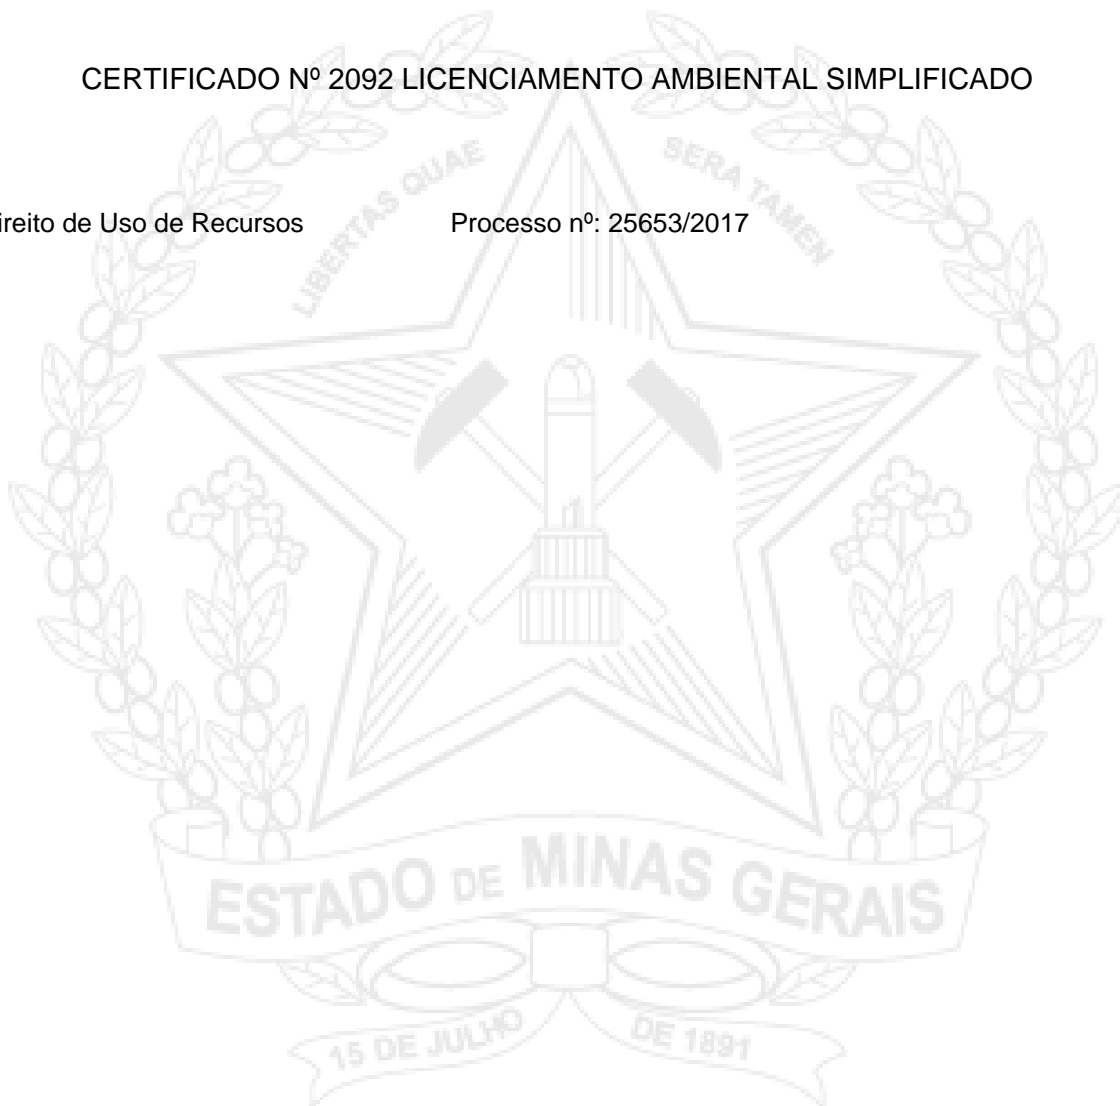 CERTIFICADO Nº 2092 LICENCIAMENTO AMBIENTAL SIMPLIFICADO
LIBERTAS QUAE SERA TAMEN
ireito de Uso de Recursos Processo nº: 25653/2017
ESTADO DE MINAS GERAIS
15 DE JULHO DE 1891